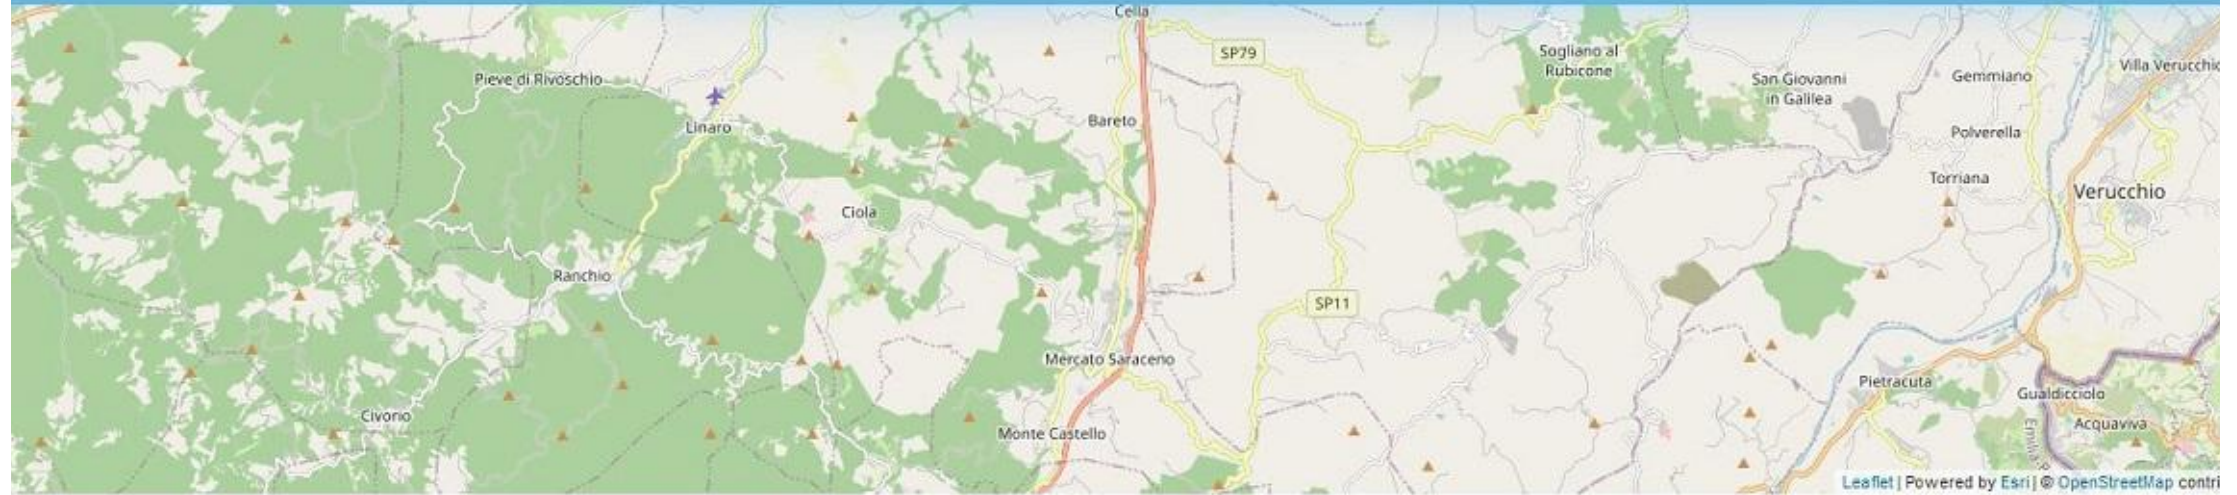 Cella
SP79
Sogliano al
Rubicone
Pieve di Rivoschio
San Giovanni
in Galilea
Gemmiano
Villa Verucchio
Linaro
Bareto
Polverella
Torriana
Verucchio
Ciola
Ranchio
SP11
Mercato Saraceno
Pietracuta
Gualdicciolo
Civorio
Monte Castello
Acquaviva
Leaflet | Powered by Esri | © OpenStreetMap contri